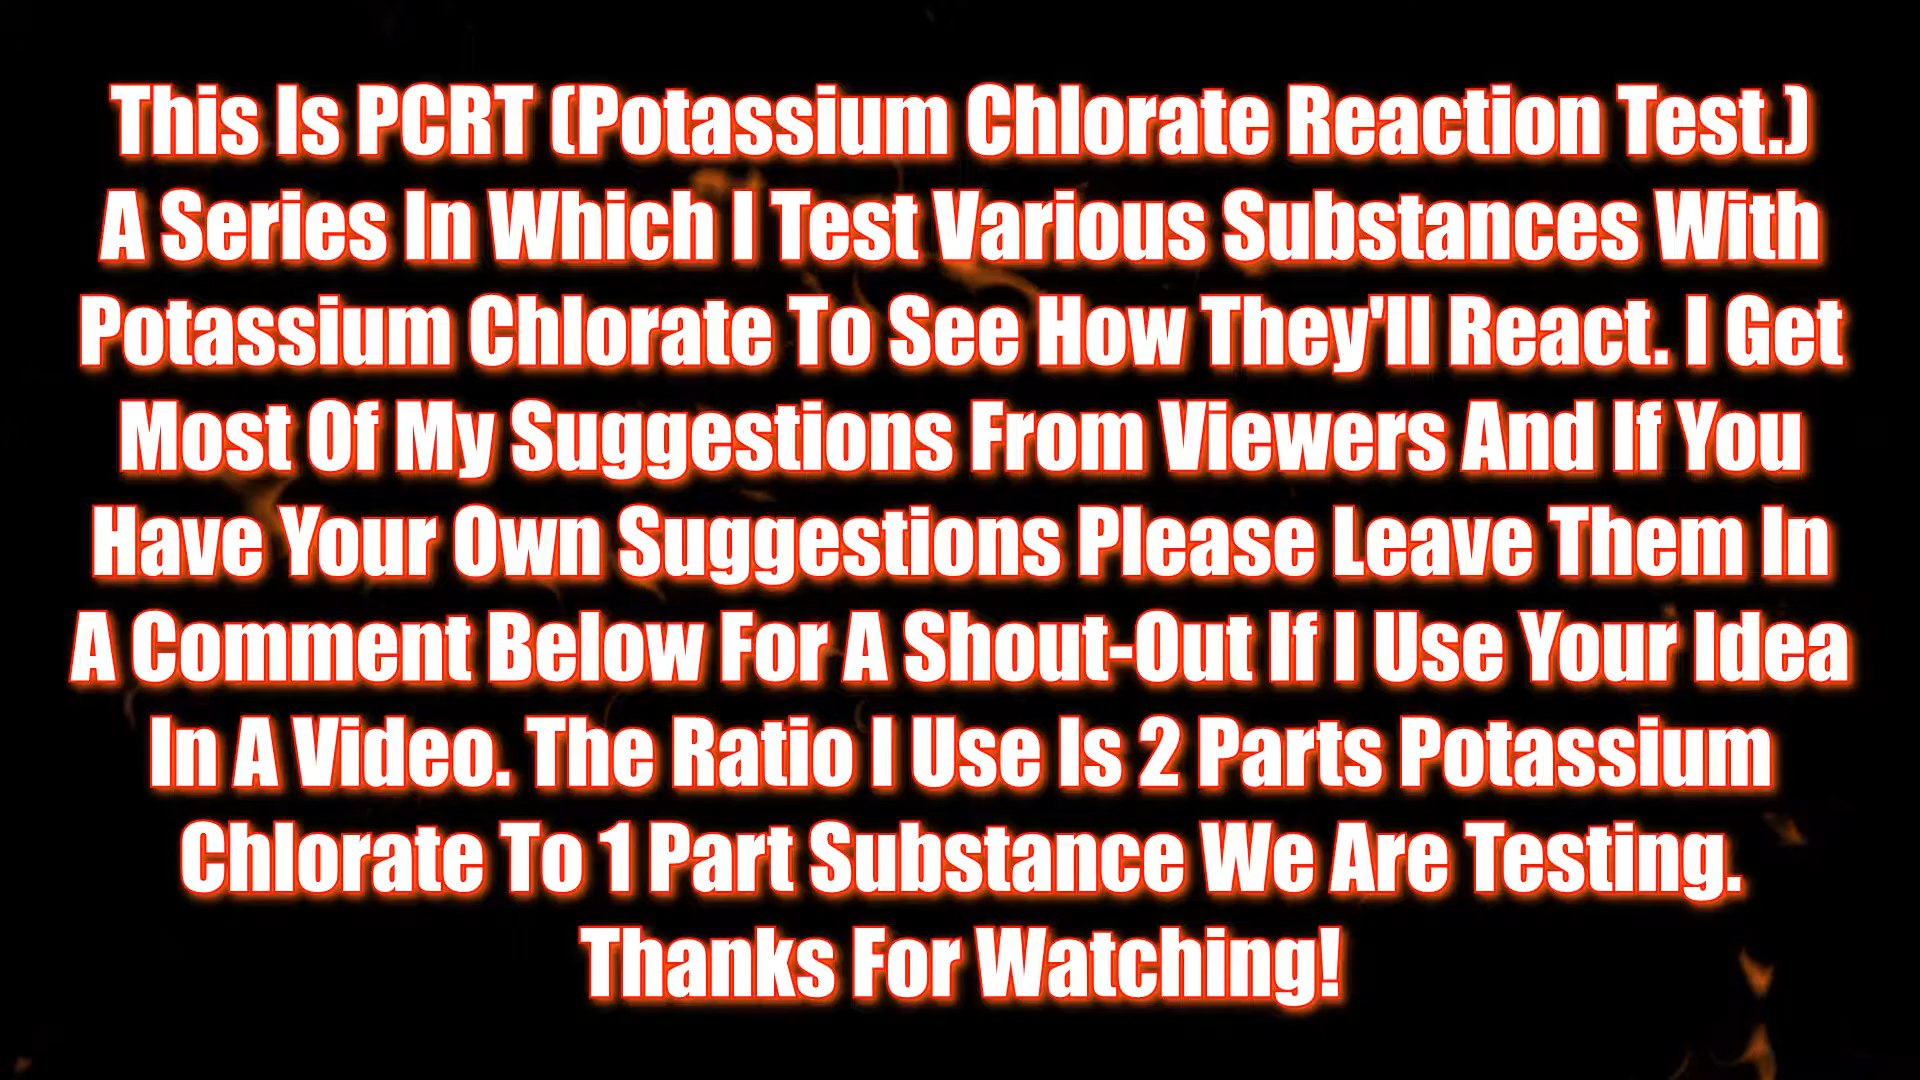 This Is PCRT (Potassium Chlorate Reaction Test.)
A Series In Which I Test Various Substances With
Potassium Chlorate To See How They'll React. I Get
Most Of My Suggestions From Viewers And If You
Have Your Own Suggestions Please Leave Them In
A Comment Below For A Shout-Out If I Use Your Idea
In A Video. The Ratio I Use Is 2 Parts Potassium
Chlorate To 1 Part Substance We Are Testing.
Thanks For Watching!